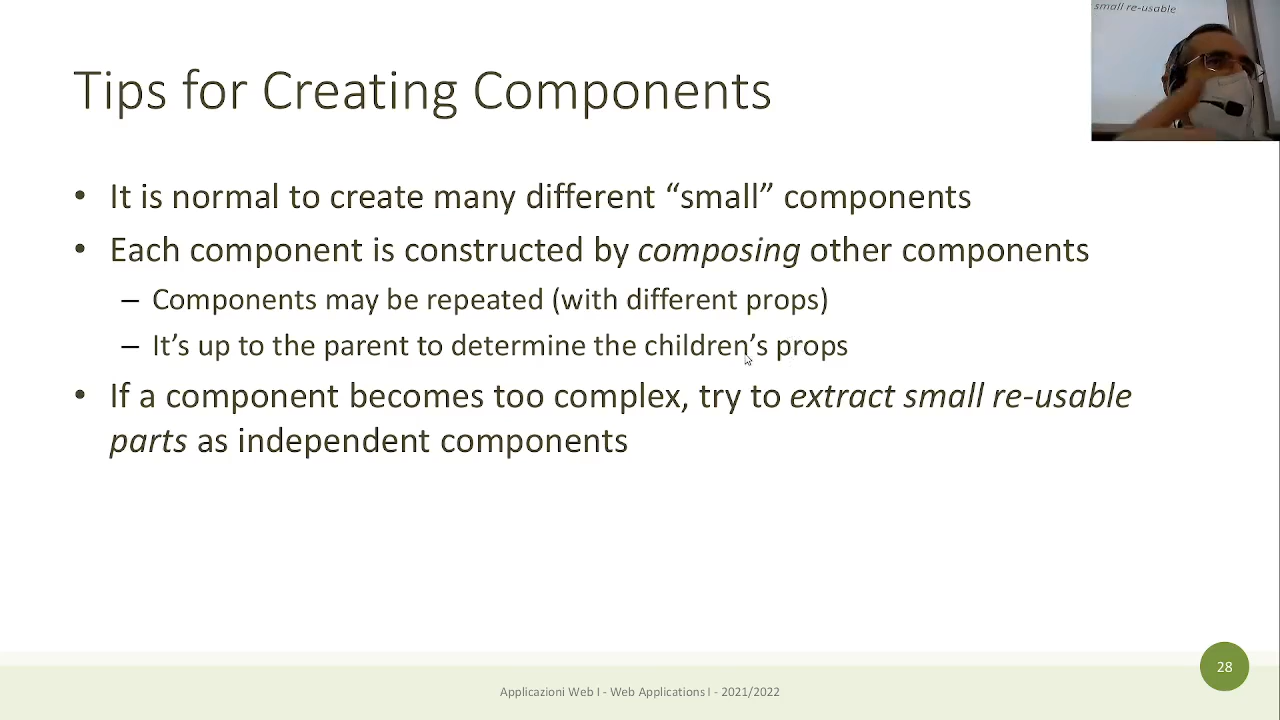 small re-usable
Tips for Creating Components
• It is normal to create many different “small” components
• Each component is constructed by composing other components
– Components may be repeated (with different props)
– It’s up to the parent to determine the children’s props
• If a component becomes too complex, try to extract small re-usable
parts as independent components
28
Applicazioni Web I - Web Applications I - 2021/2022